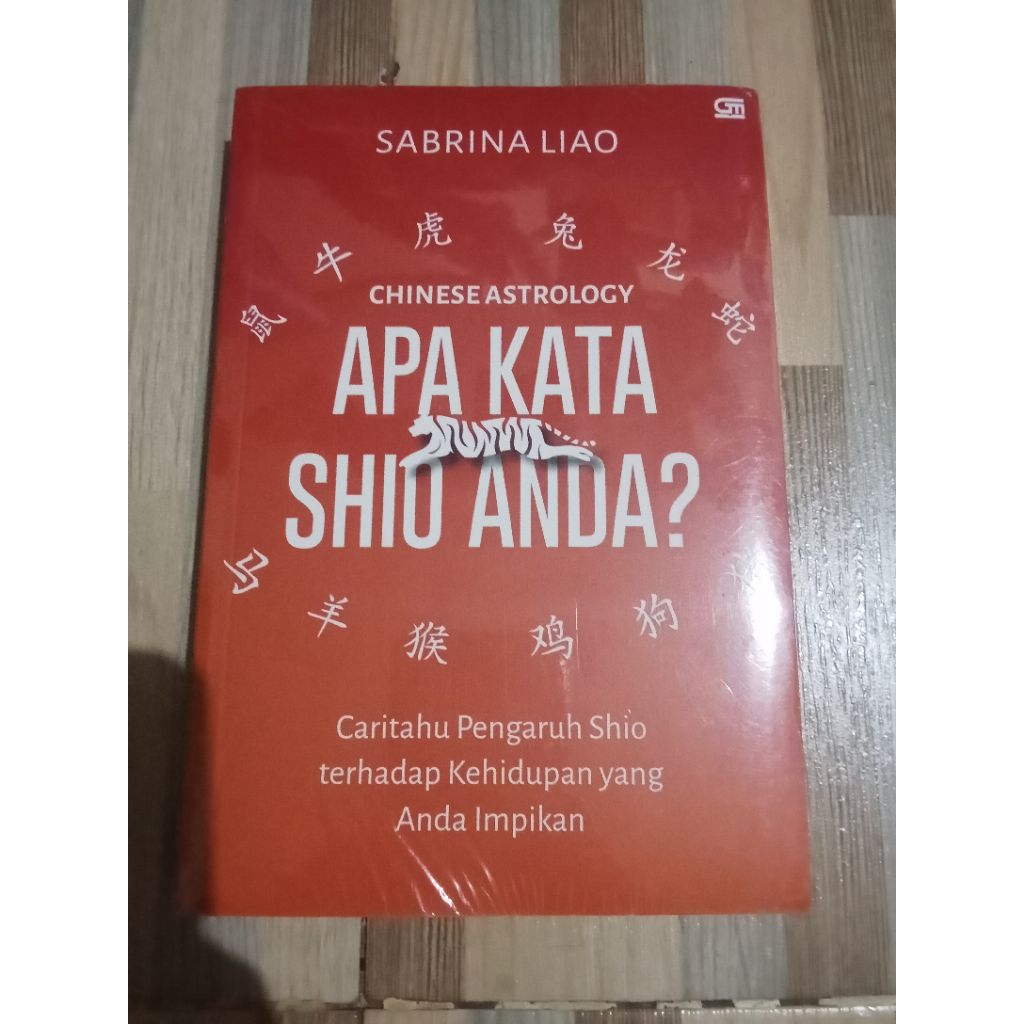 GM
SABRINA LIAO
鼠 牛 虎 兔 龙 蛇
CHINESE ASTROLOGY
APA KATA
SHIO ANDA?
马 羊 猴 鸡 狗
Caritahu Pengaruh Shio
terhadap Kehidupan yang
Anda Impikan